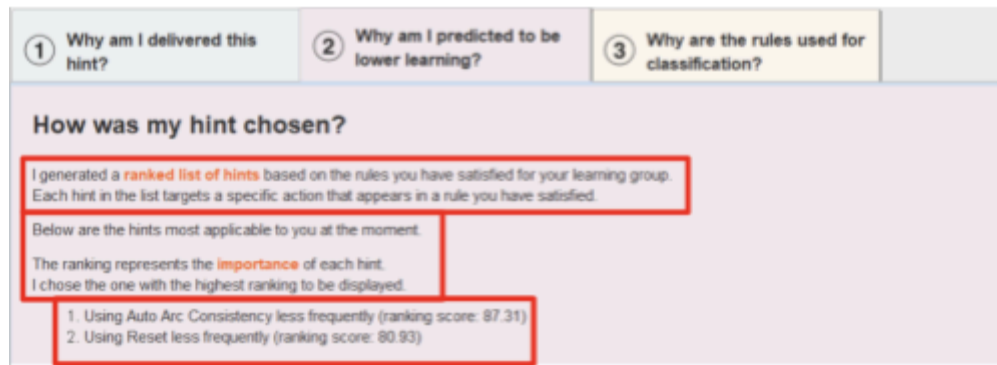 1 Why am I delivered this
hint?
2 Why am I predicted to be
lower learning?
3 Why are the rules used for
classification?
How was my hint chosen?
I generated a ranked list of hints based on the rules you have satisfied for your learning group.
Each hint in the list targets a specific action that appears in a rule you have satisfied.
Below are the hints most applicable to you at the moment.
The ranking represents the importance of each hint.
I chose the one with the highest ranking to be displayed.
1. Using Auto Arc Consistency less frequently (ranking score: 87.31)
2. Using Reset less frequently (ranking score: 80.93)